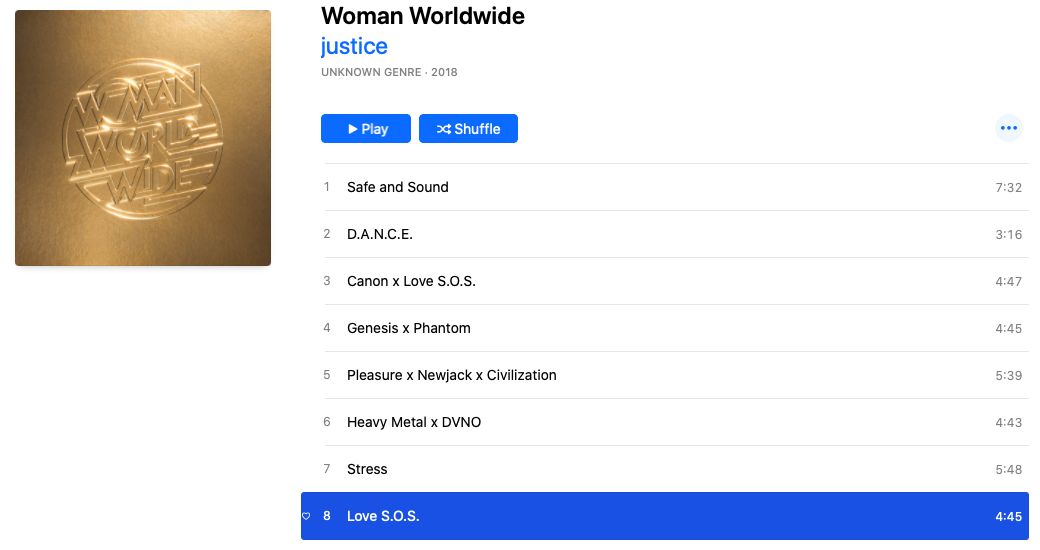 WOMAN
WORLD
WIDE
Woman Worldwide
justice
UNKNOWN GENRE · 2018
Play
Shuffle
1 Safe and Sound 7:32
2 D.A.N.C.E. 3:16
3 Canon x Love S.O.S. 4:47
4 Genesis x Phantom 4:45
5 Pleasure x Newjack x Civilization 5:39
6 Heavy Metal x DVNO 4:43
7 Stress 5:48
8 Love S.O.S. 4:45